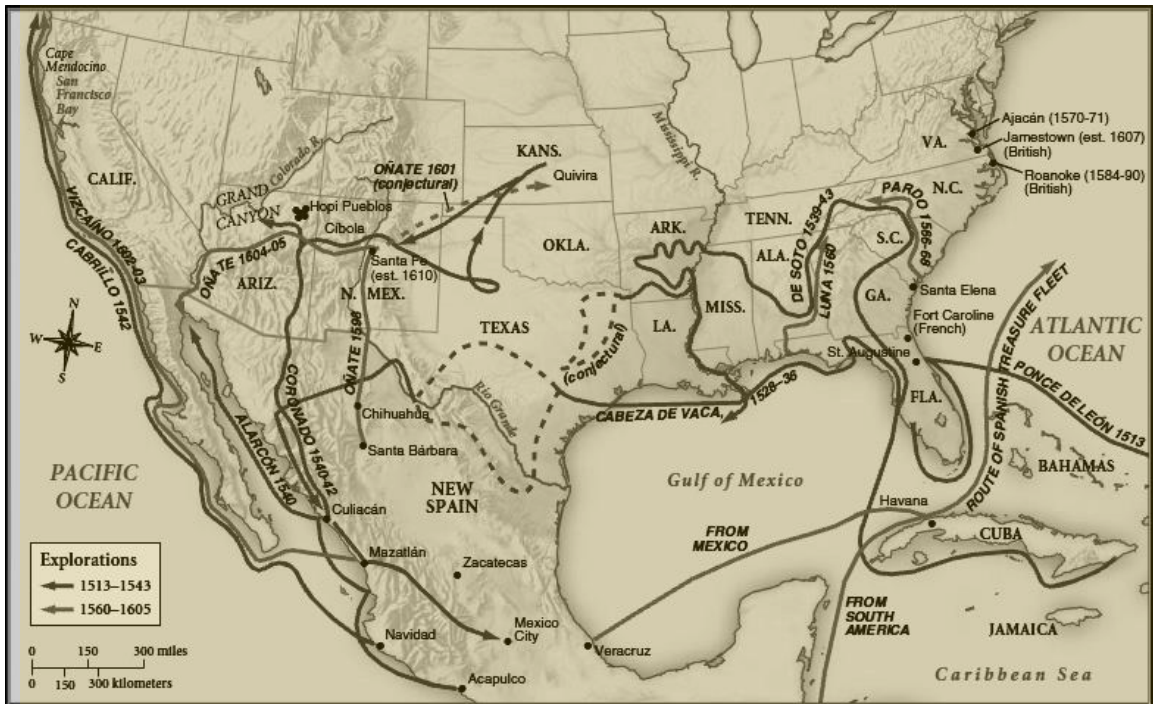 Cape
Mendocino
San
Francisco
Bay
CALIF.
VIZCAÍNO 1602-03
CABRILLO 1542
GRAND
CANYON
Colorado R.
Hopi Pueblos
Cíbola
OÑATE 1601
(conjectural)
KANS.
Quivira
Mississippi R.
VA.
Ajacán (1570-71)
Jamestown (est. 1607)
(British)
Roanoke (1584-90)
(British)
N.C.
PARDO 1566-68
S.C.
TENN.
ARK.
OKLA.
ALA.
DE SOTO 1539-43
LUNA 1560
GA.
MISS.
LA.
OÑATE 1604-05
ARIZ.
Santa Fe
(est. 1610)
N. MEX.
TEXAS
(conjectural)
Santa Elena
Fort Caroline
(French)
St. Augustine
FLA.
ATLANTIC
OCEAN
ROUTE OF SPANISH TREASURE FLEET
PONCE DE LEÓN 1513
BAHAMAS
N
W
E
S
OÑATE 1598
CORONADO 1540-42
ALARCÓN 1540
Rio Grande
CABEZA DE VACA, 1528-36
Chihuahua
Santa Bárbara
PACIFIC
OCEAN
NEW
SPAIN
Gulf of Mexico
Culiacán
Mazatlán
Zacatecas
Havana
CUBA
FROM
MEXICO
FROM
SOUTH
AMERICA
JAMAICA
Caribbean Sea
Navidad
Mexico
City
Veracruz
Acapulco
Explorations
1513–1543
1560–1605
0 150 300 miles
0 150 300 kilometers